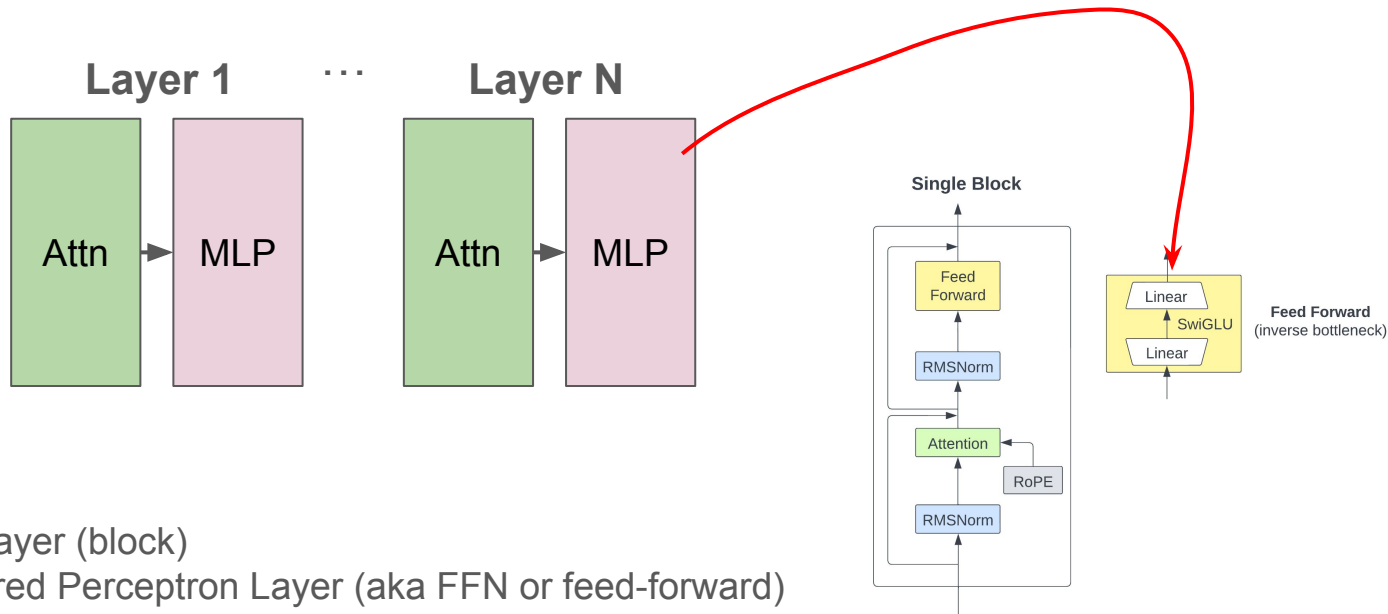 Layer 1
...
Layer N
Attn
MLP
Attn
MLP
Single Block
Feed
Forward
RMSNorm
Attention
RoPE
RMSNorm
Linear
SwiGLU
Linear
Feed Forward
(inverse bottleneck)
ayer (block)
red Perceptron Layer (aka FFN or feed-forward)